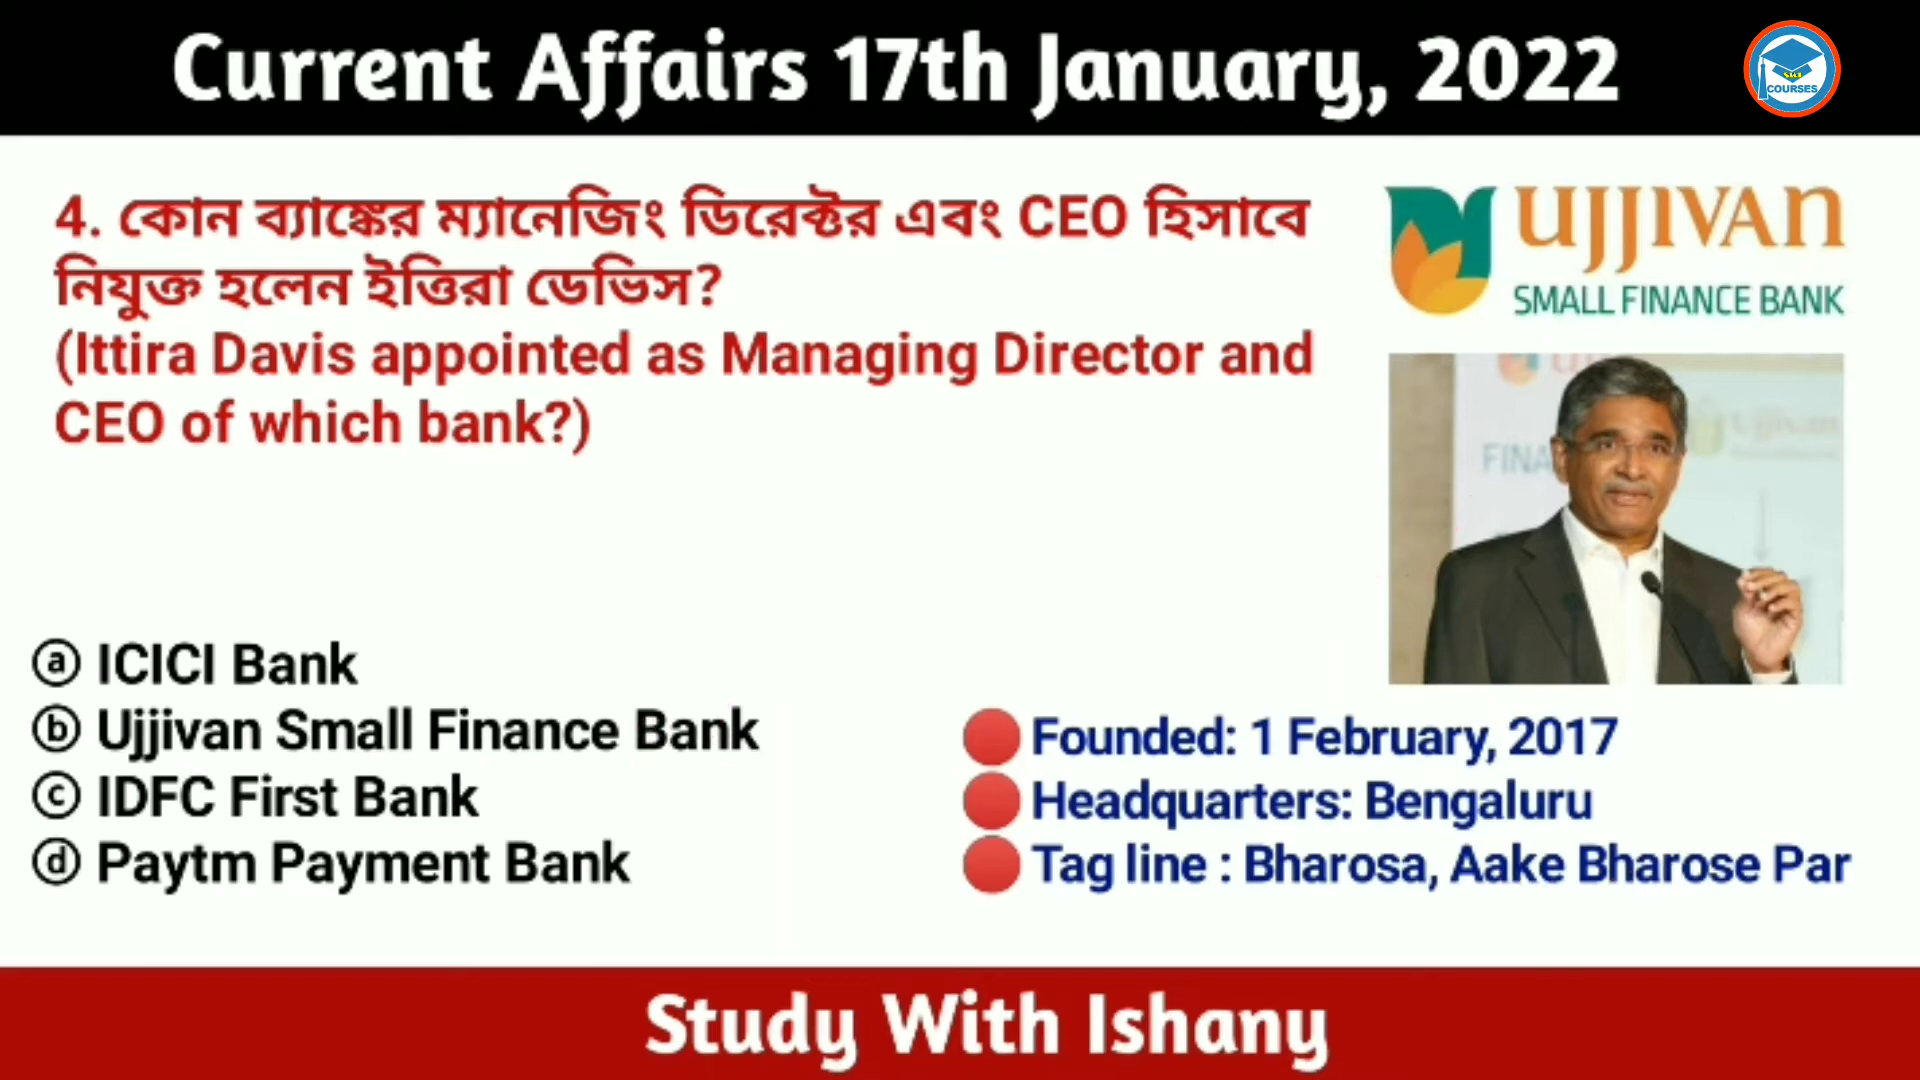 Current Affairs 17th January, 2022
SWI
COURSES
4. কোন ব্যাঙ্কের ম্যানেজিং ডিরেক্টর এবং CEO হিসাবে
নিযুক্ত হলেন ইত্তিরা ডেভিস?
(Ittira Davis appointed as Managing Director and
CEO of which bank?)
UJJIVAN
SMALL FINANCE BANK
FINA
ⓐ ICICI Bank
ⓑ Ujjivan Small Finance Bank
ⓒ IDFC First Bank
ⓓ Paytm Payment Bank
Founded: 1 February, 2017
Headquarters: Bengaluru
Tag line : Bharosa, Aake Bharose Par
Study With Ishany